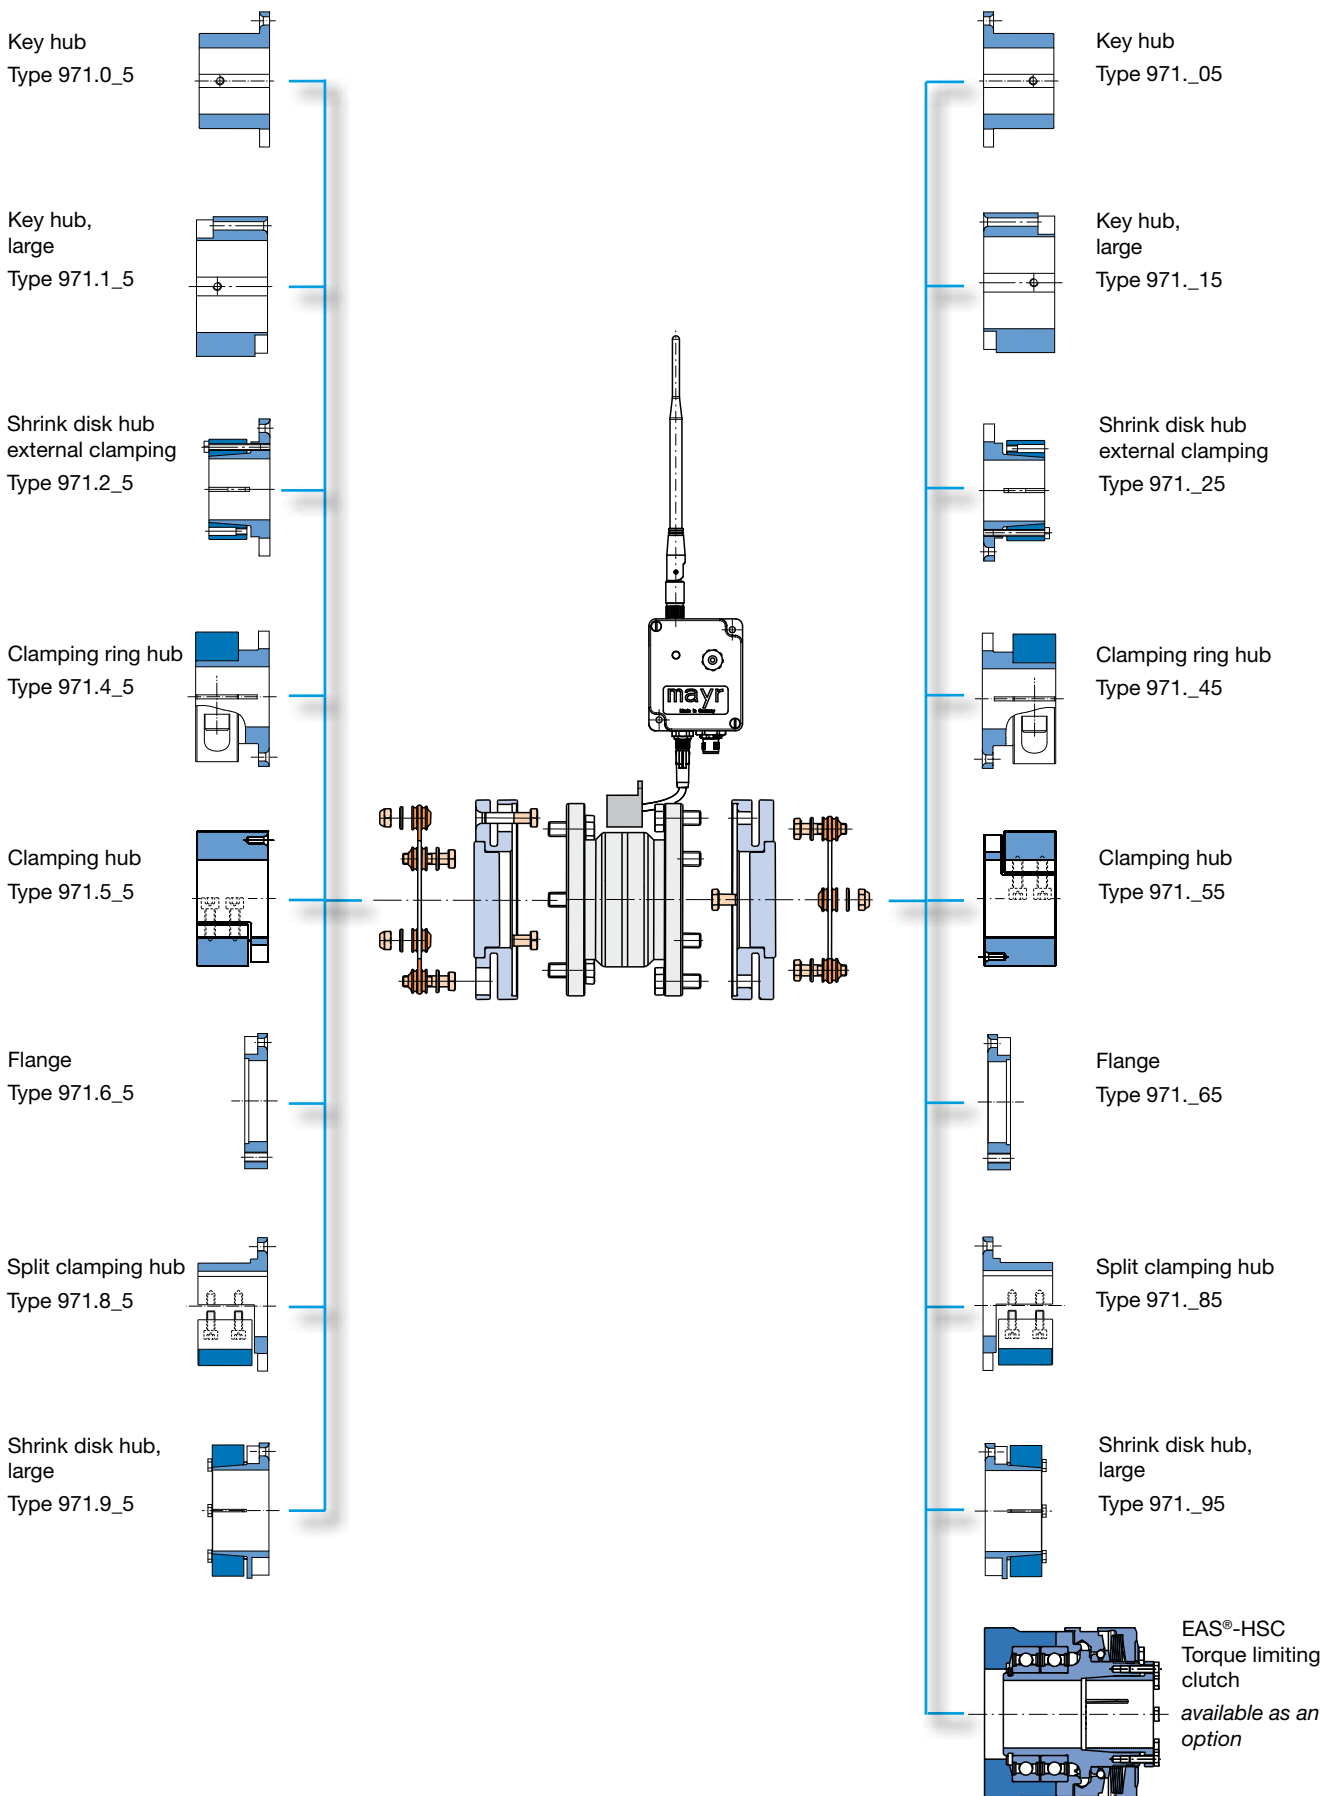 Key hub
Type 971.0_5
Key hub,
large
Type 971.1_5
Shrink disk hub
external clamping
Type 971.2_5
Clamping ring hub
Type 971.4_5
Clamping hub
Type 971.5_5
Flange
Type 971.6_5
Split clamping hub
Type 971.8_5
Shrink disk hub,
large
Type 971.9_5
mayr
Made in Germany
Key hub
Type 971._05
Key hub,
large
Type 971._15
Shrink disk hub
external clamping
Type 971._25
Clamping ring hub
Type 971._45
Clamping hub
Type 971._55
Flange
Type 971._65
Split clamping hub
Type 971._85
Shrink disk hub,
large
Type 971._95
EAS®-HSC
Torque limiting
clutch
available as an
option